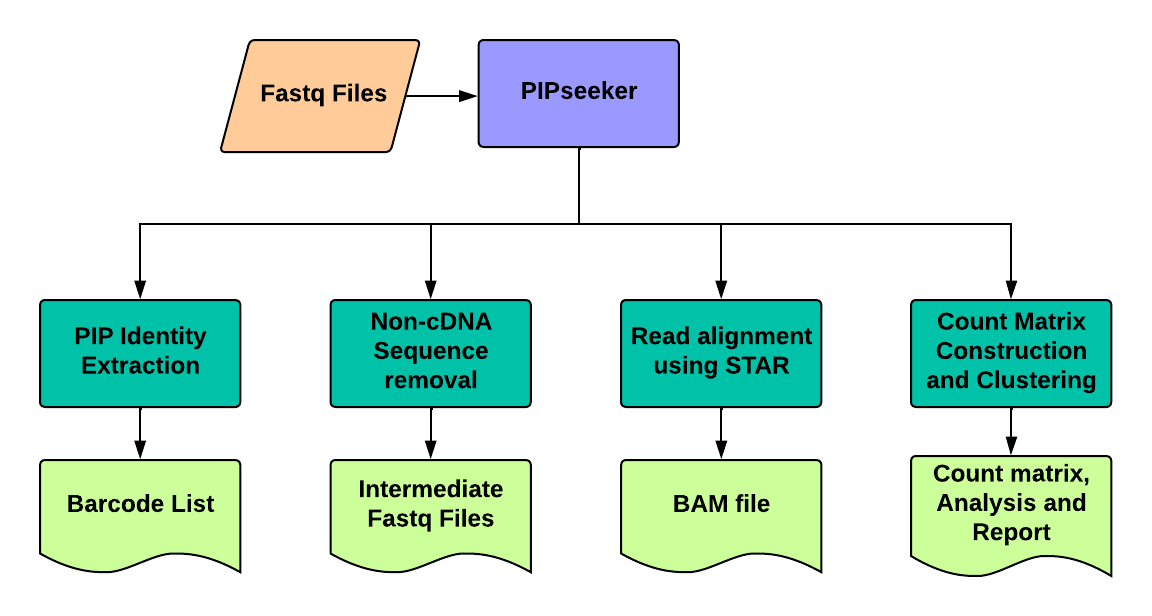 Fastq Files
PIPseeker
PIP Identity
Extraction
Non-cDNA
Sequence
removal
Read alignment
using STAR
Count Matrix
Construction
and Clustering
Barcode List
Intermediate
Fastq Files
BAM file
Count matrix,
Analysis and
Report